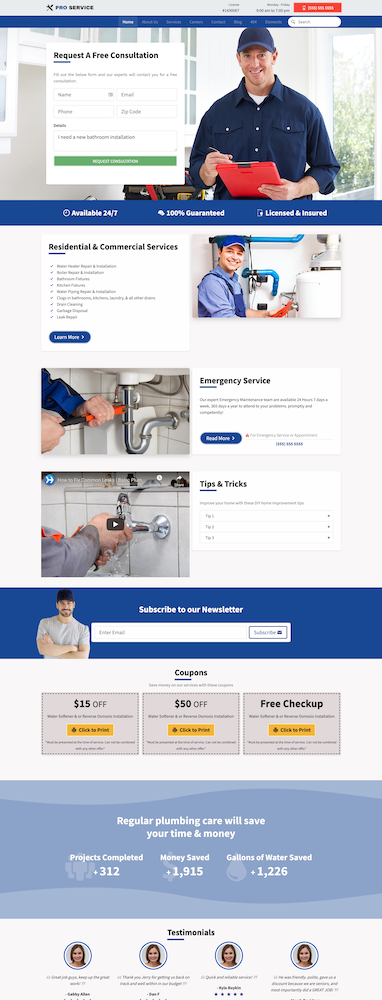 PRO SERVICE
License
#1400687
Monday - Friday
8:00 am to 7:00 pm
(555) 555 5555
Home
About Us
Services
Careers
Contact
Blog
404
Elements
Search
Request A Free Consultation
Fill out the below form and our experts will contact you for a free
consultation.
Name
Email
Phone
Zip Code
Details
I need a new bathroom installation
REQUEST CONSULTATION
Available 24/7
100% Guaranteed
Licensed & Insured
Residential & Commercial Services
Water Heater Repair & Installation
Boiler Repair & Installation
Bathroom Fixtures
Kitchen Fixtures
Water Piping Repair & Installation
Clogs in bathrooms, kitchens, laundry, & all other drains
Drain Cleaning
Garbage Disposal
Leak Repair
Learn More
Emergency Service
Our expert Emergency Maintenance team are available 24 Hours 7 days a
week, 365 days a year to attend to your problems, promptly and
competently!
Read More
For Emergency Service or Appointment
(555) 555 5555
How to Fix Common Leaks | Basic Plum...
Share
Tips & Tricks
Improve your home with these DIY home improvement tips
Tip 1
Tip 2
Tip 3
Subscribe to our Newsletter
Enter Email
Subscribe
Coupons
Save money on our services with these coupons
$15 OFF
Water Softener & or Reverse Osmosis Installation
Click to Print
*Must be presented at the time of service. Can not be combined
with any other offer*
$50 OFF
Water Softener & or Reverse Osmosis Installation
Click to Print
*Must be presented at the time of service. Can not be combined
with any other offer*
Free Checkup
Water Softener & or Reverse Osmosis Installation
Click to Print
*Must be presented at the time of service. Can not be combined
with any other offer*
Regular plumbing care will save
your time & money
Projects Completed
+ 312
Money Saved
+ 1,915
Gallons of Water Saved
+ 1,226
Testimonials
Great job guys, keep up the great
work!
- Gabby Allen
Thank you Jerry for getting us back on
track and well within our budget!
- Dan F
Quick and reliable service!
- Kyle Boykin
He was friendly, polite, gave us a
discount because we are seniors, and
most importantly did a GREAT JOB!